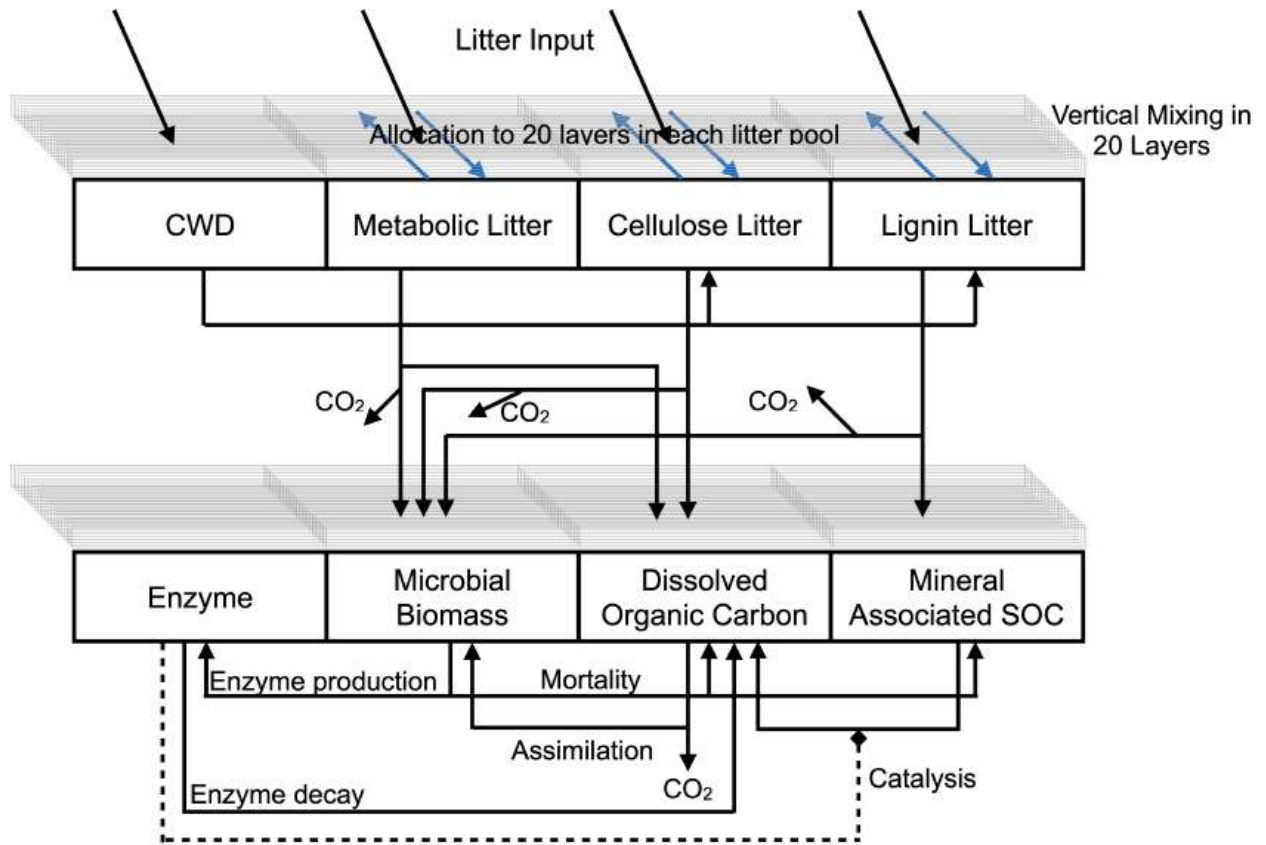 Litter Input
Allocation to 20 layers in each litter pool
Vertical Mixing in
20 Layers
CWD
Metabolic Litter
Cellulose Litter
Lignin Litter
CO₂
CO₂
CO₂
Enzyme
Microbial
Biomass
Dissolved
Organic Carbon
Mineral
Associated SOC
Enzyme production
Mortality
Assimilation
CO₂
Catalysis
Enzyme decay